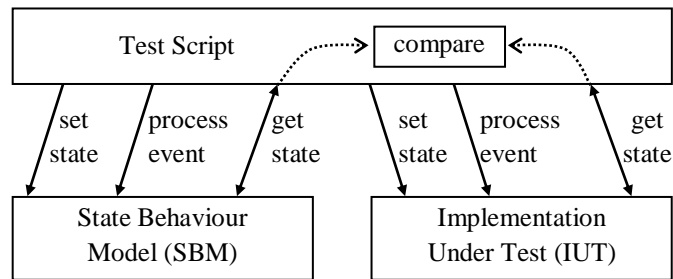 Test Script
compare
set
state
process
event
get
state
set
state
process
event
get
state
State Behaviour
Model (SBM)
Implementation
Under Test (IUT)